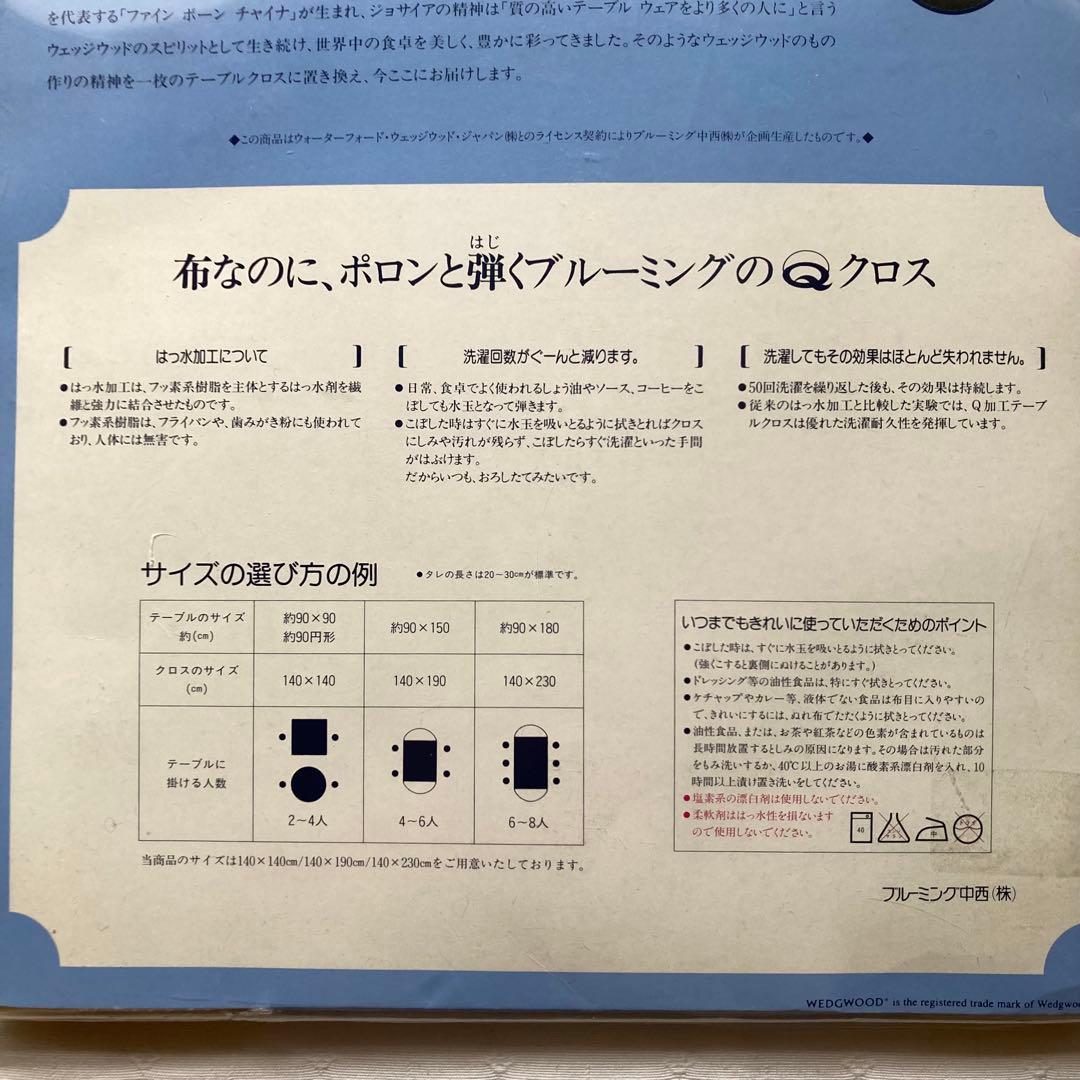 を代表する「ファイン ボーン チャイナ」が生まれ、ジョサイアの精神は「質の高いテーブル ウェアをより多くの人に」と言う
ウェッジウッドのスピリットとして生き続け、世界中の食卓を美しく、豊かに彩ってきました。そのようなウェッジウッドのもの
作りの精神を一枚のテーブルクロスに置き換え、今ここにお届けします。
◆この商品はウォーターフォード・ウェッジウッド・ジャパン(株)とのライセンス契約によりブルーミング中西(株)が企画生産したものです。◆
はじ
布なのに、ポロンと弾くブルーミングのQクロス
【 はっ水加工について 】
●はっ水加工は、フッ素系樹脂を主体とするはっ水剤を繊
維と強力に結合させたものです。
●フッ素系樹脂は、フライパンや、歯みがき粉にも使われて
おり、人体には無害です。
【 洗濯回数がぐーんと減ります。 】
●日常、食卓でよく使われるしょう油やソース、コーヒーをこ
ぼしても水玉となって弾きます。
●こぼした時はすぐに水玉を吸いとるように拭きとればクロス
にしみや汚れが残らず、こぼしたらすぐ洗濯といった手間
がはぶけます。
だからいつも、おろしたてみたいです。
【 洗濯してもその効果はほとんど失われません。 】
●50回洗濯を繰り返した後も、その効果は持続します。
●従来のはっ水加工と比較した実験では、Q加工テーブ
ルクロスは優れた洗濯耐久性を発揮しています。
サイズの選び方の例 ●タレの長さは20〜30cmが標準です。
テーブルのサイズ 約(cm) 約90×90 約90円形 約90×150 約90×180
クロスのサイズ (cm) 140×140 140×190 140×230
テーブルに 掛ける人数 2〜4人 4〜6人 6〜8人
当商品のサイズは140×140cm/140×190cm/140×230cmをご用意いたしております。
いつまでもきれいに使っていただくためのポイント
●こぼした時は、すぐに水玉を吸いとるように拭きとってください。
(強くこすると裏側にぬけることがあります。)
●ドレッシング等の油性食品は、特にすぐ拭きとってください。
●ケチャップやカレー等、液体でない食品は布目に入りやすいの
で、きれいにするには、ぬれ布でたたくように拭きとってください。
●油性食品、または、お茶や紅茶などの色素が含まれているものは
長時間放置するとしみの原因になります。その場合は汚れた部分
をもみ洗いするか、40℃以上のお湯に酸素系漂白剤を入れ、10
時間以上漬け置き洗いをしてください。
●塩素系の漂白剤は使用しないでください。
●柔軟剤ははっ水性を損ないます
ので使用しないでください。
40 中
ブルーミング中西(株)
WEDGWOOD® is the registered trade mark of Wedgwoo